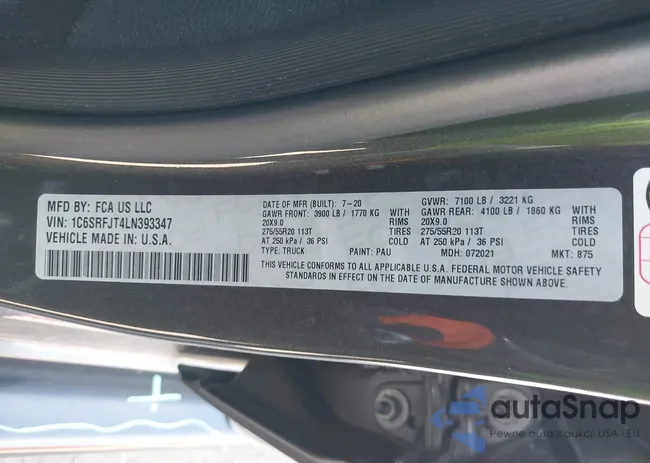 MFD BY: FCA US LLC
VIN: 1C6SRFJT4LN393347
VEHICLE MADE IN: U.S.A.
DATE OF MFR (BUILT): 7-20
GAWR FRONT: 3900 LB / 1770 KG WITH
20X9.0 RIMS
275/55R20 113T TIRES
AT 250 kPa / 36 PSI COLD
TYPE: TRUCK PAINT: PAU
GVWR: 7100 LB / 3221 KG
GAWR REAR: 4100 LB / 1860 KG WITH
20X9.0 RIMS
275/55R20 113T TIRES
AT 250 kPa / 36 PSI COLD
MDH: 072021 MKT: 875
THIS VEHICLE CONFORMS TO ALL APPLICABLE U.S.A. FEDERAL MOTOR VEHICLE SAFETY
STANDARDS IN EFFECT ON THE DATE OF MANUFACTURE SHOWN ABOVE.
autoSnap
Pewne auta z aukcji USA i EU